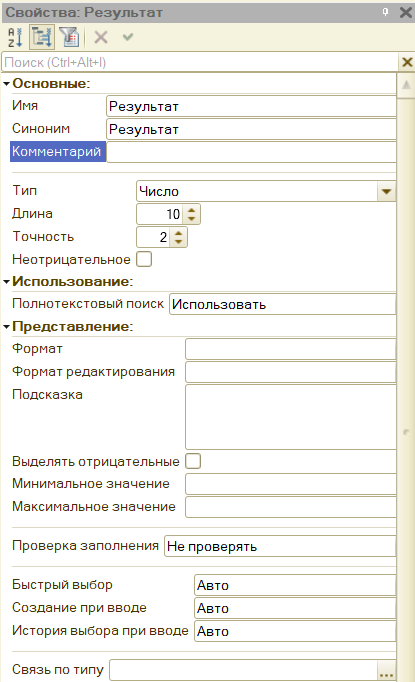 Свойства: Результат
Поиск (Ctrl+Alt+I)
Основные:
Имя Результат
Синоним Результат
Комментарий
Тип Число
Длина 10
Точность 2
Неотрицательное
Использование:
Полнотекстовый поиск Использовать
Представление:
Формат
Формат редактирования
Подсказка
Выделять отрицательные
Минимальное значение
Максимальное значение
Проверка заполнения Не проверять
Быстрый выбор Авто
Создание при вводе Авто
История выбора при вводе Авто
Связь по типу ...